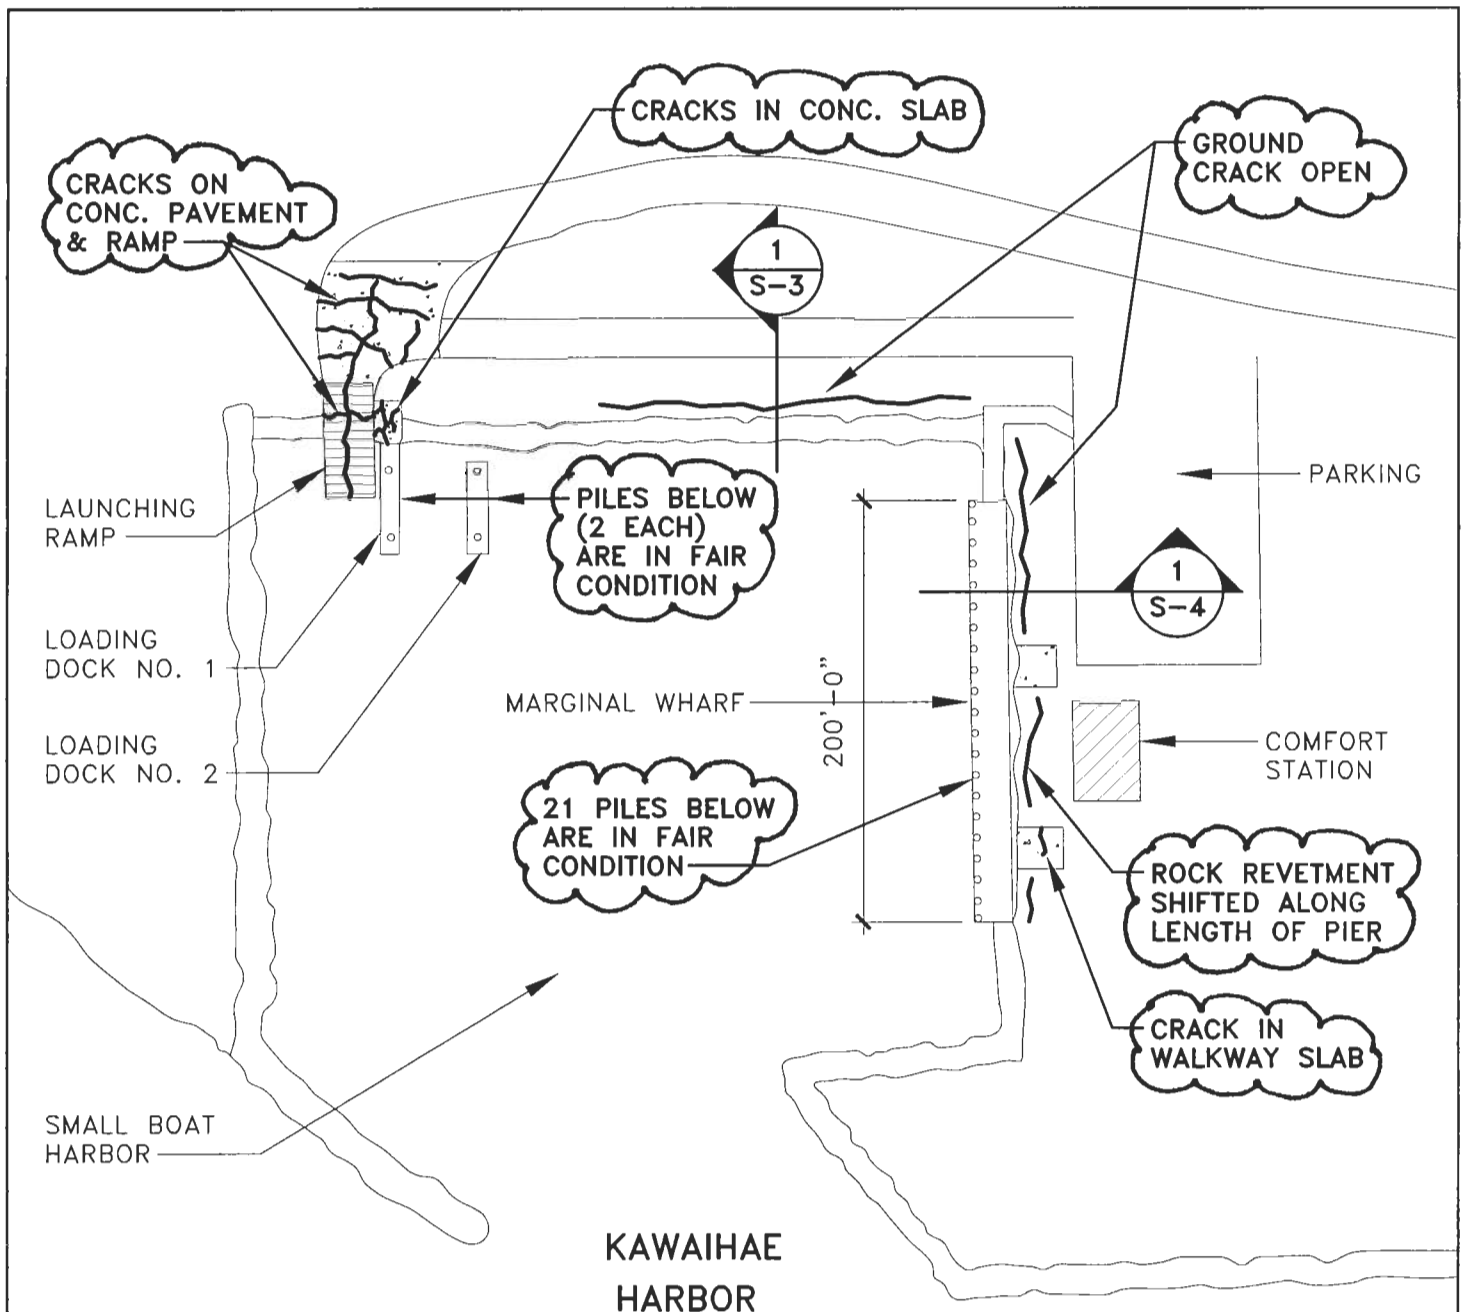 CRACKS IN CONC. SLAB
GROUND
CRACK OPEN
CRACKS ON
CONC. PAVEMENT
& RAMP
1
S-3
PARKING
LAUNCHING
RAMP
PILES BELOW
(2 EACH)
ARE IN FAIR
CONDITION
1
S-4
LOADING
DOCK NO. 1
MARGINAL WHARF
200'-0"
LOADING
DOCK NO. 2
COMFORT
STATION
21 PILES BELOW
ARE IN FAIR
CONDITION
ROCK REVETMENT
SHIFTED ALONG
LENGTH OF PIER
CRACK IN
WALKWAY SLAB
SMALL BOAT
HARBOR
KAWAIHAE
HARBOR